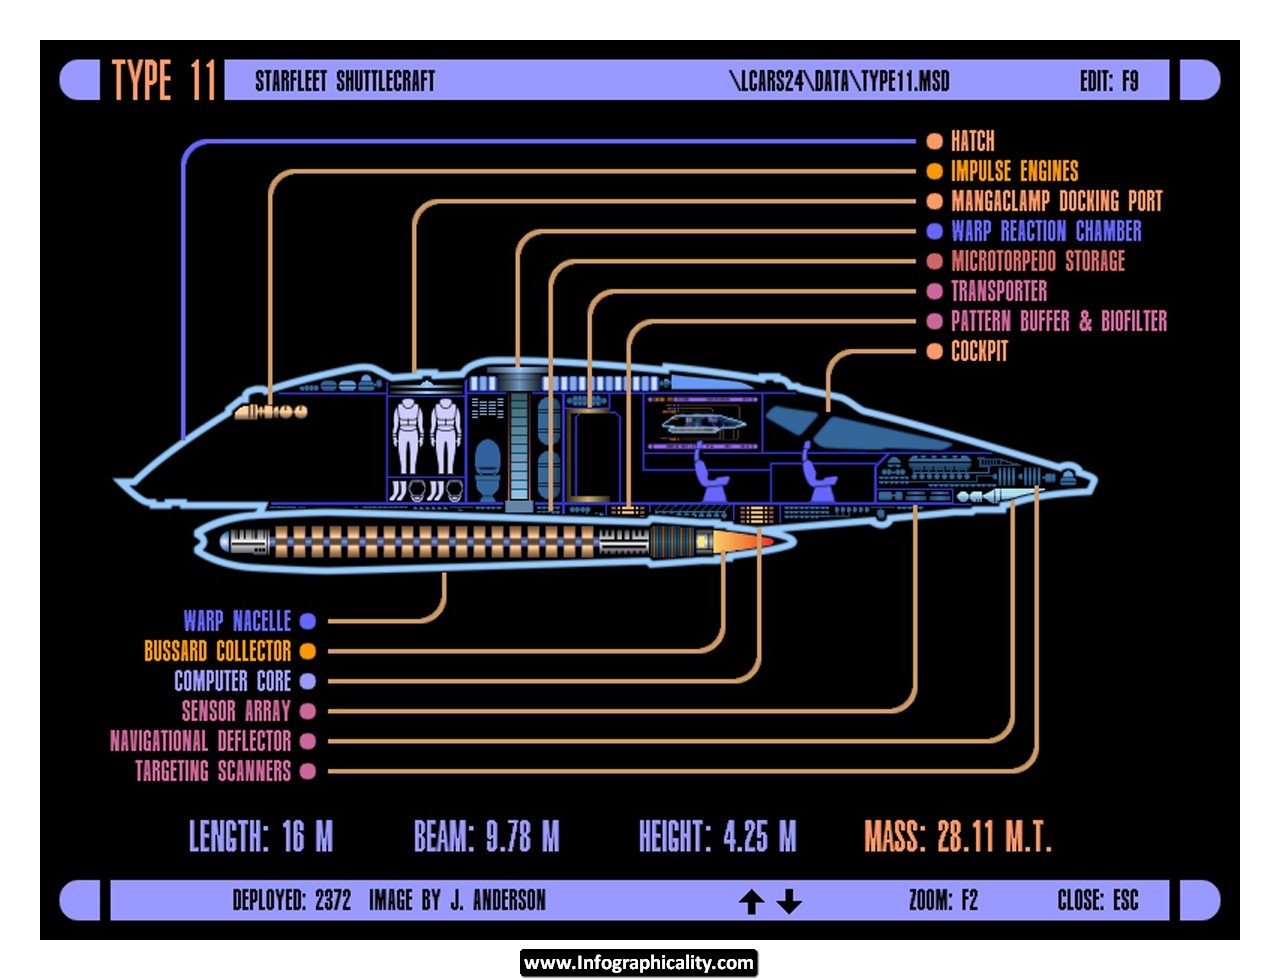 TYPE 11 STARFLEET SHUTTLECRAFT \LCARS24\DATA\TYPE11.MSD EDIT: F9
HATCH
IMPULSE ENGINES
MANGACLAMP DOCKING PORT
WARP REACTION CHAMBER
MICROTORPEDO STORAGE
TRANSPORTER
PATTERN BUFFER & BIOFILTER
COCKPIT
WARP NACELLE
BUSSARD COLLECTOR
COMPUTER CORE
SENSOR ARRAY
NAVIGATIONAL DEFLECTOR
TARGETING SCANNERS
LENGTH: 16 M BEAM: 9.78 M HEIGHT: 4.25 M MASS: 28.11 M.T.
DEPLOYED: 2372 IMAGE BY J. ANDERSON ZOOM: F2 CLOSE: ESC
www.Infographicality.com